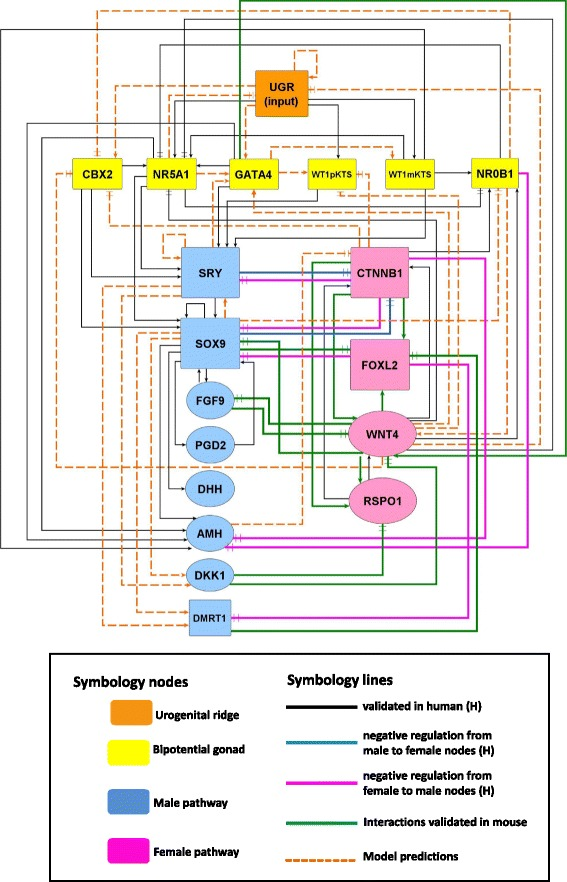 UGR
(input)
CBX2
NR5A1
GATA4
WT1pKTS
WT1mKTS
NR0B1
SRY
CTNNB1
SOX9
FOXL2
FGF9
WNT4
PGD2
DHH
RSPO1
AMH
DKK1
DMRT1
Symbology nodes
Urogenital ridge
Bipotential gonad
Male pathway
Female pathway
Symbology lines
validated in human (H)
negative regulation from
male to female nodes (H)
negative regulation from
female to male nodes (H)
Interactions validated in mouse
Model predictions